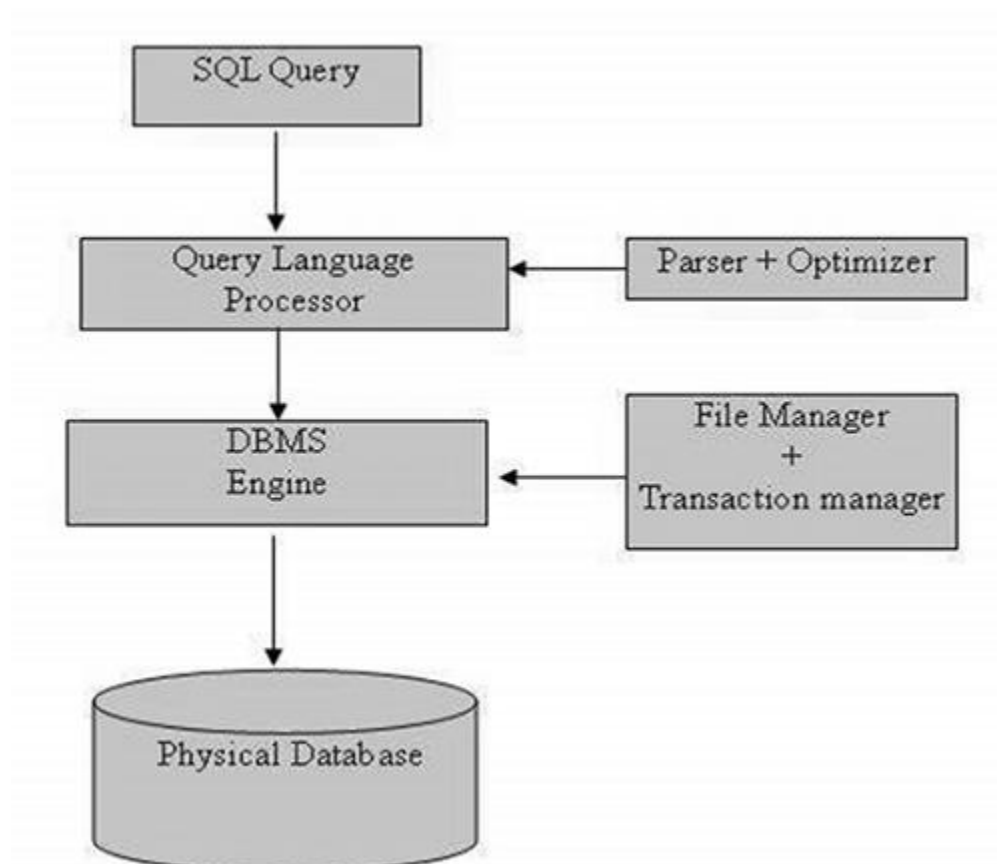 SQL Query
Query Language
Processor
Parser + Optimizer
DBMS
Engine
File Manager
+
Transaction manager
Physical Database